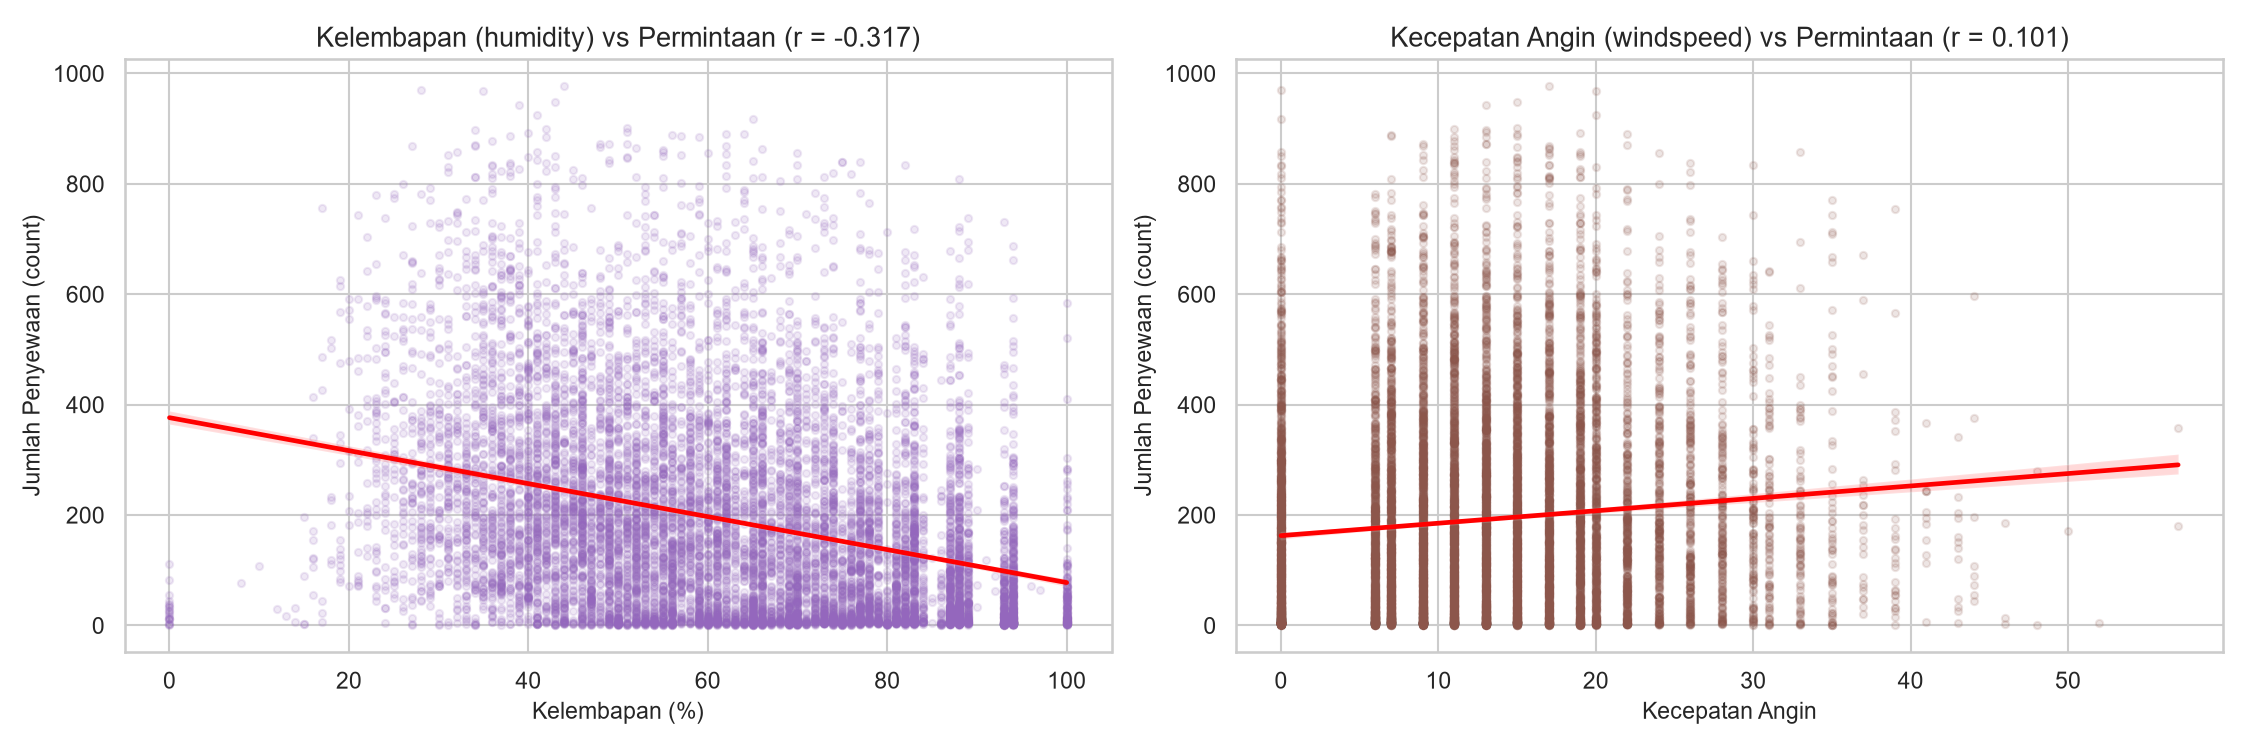 Kelembapan (humidity) vs Permintaan (r = -0.317)
Jumlah Penyewaan (count)
1000
800
600
400
200
0
0 20 40 60 80 100
Kelembapan (%)
Kecepatan Angin (windspeed) vs Permintaan (r = 0.101)
Jumlah Penyewaan (count)
1000
800
600
400
200
0
0 10 20 30 40 50
Kecepatan Angin